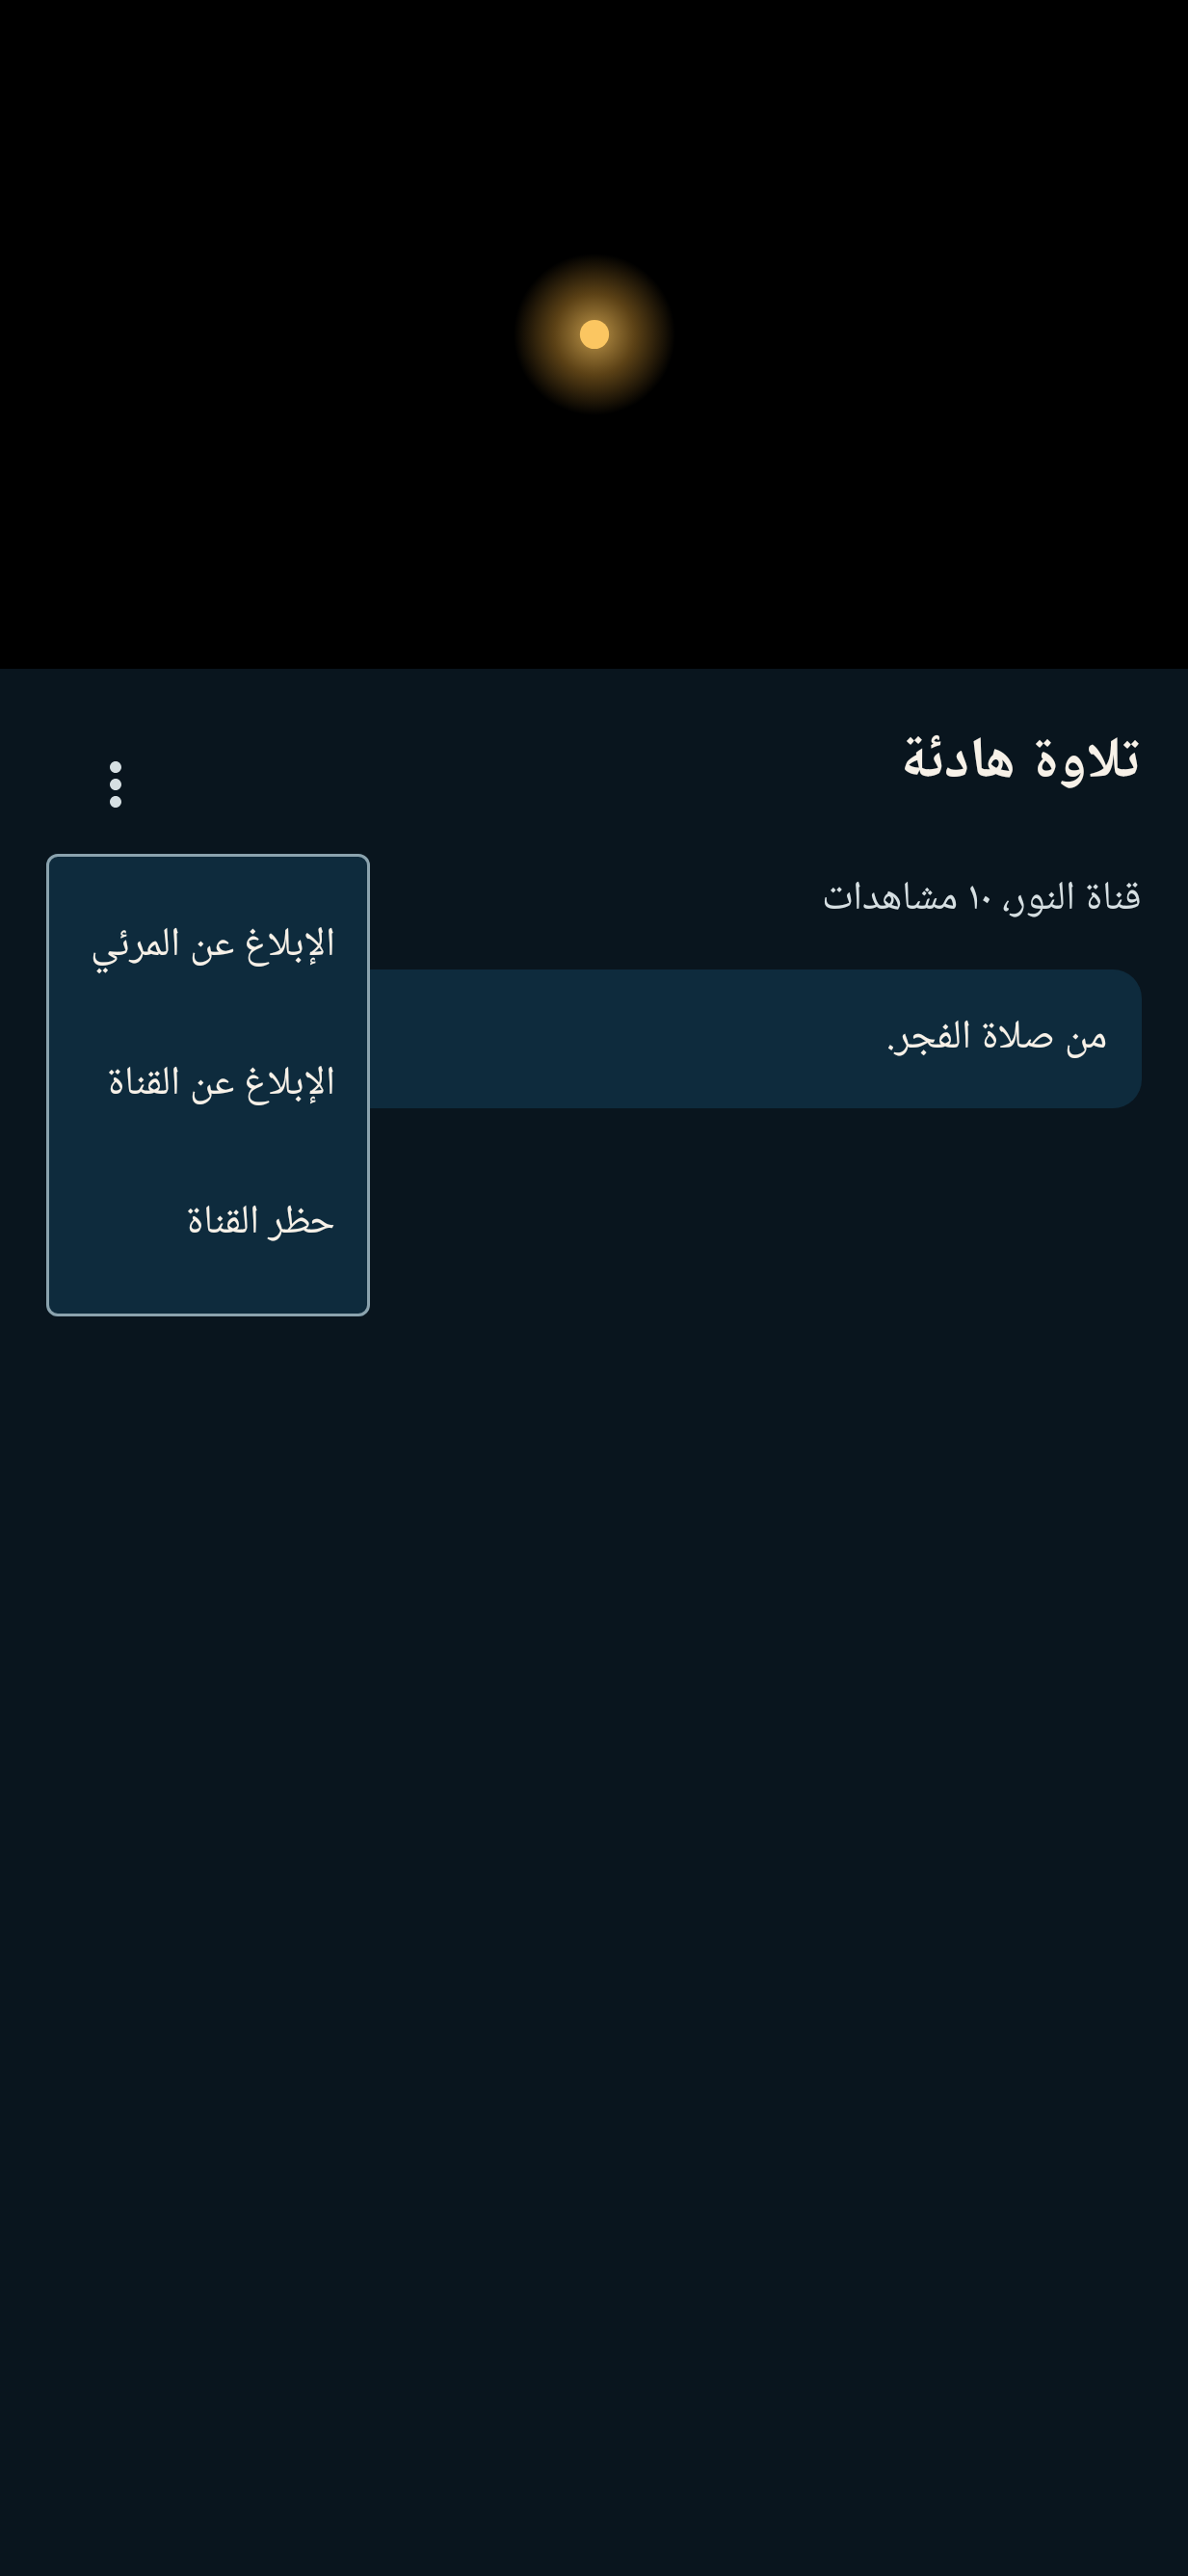 تلاوة هادئة
قناة النور، ١٠ مشاهدات
من صلاة الفجر.
الإبلاغ عن المرئي
الإبلاغ عن القناة
حظر القناة